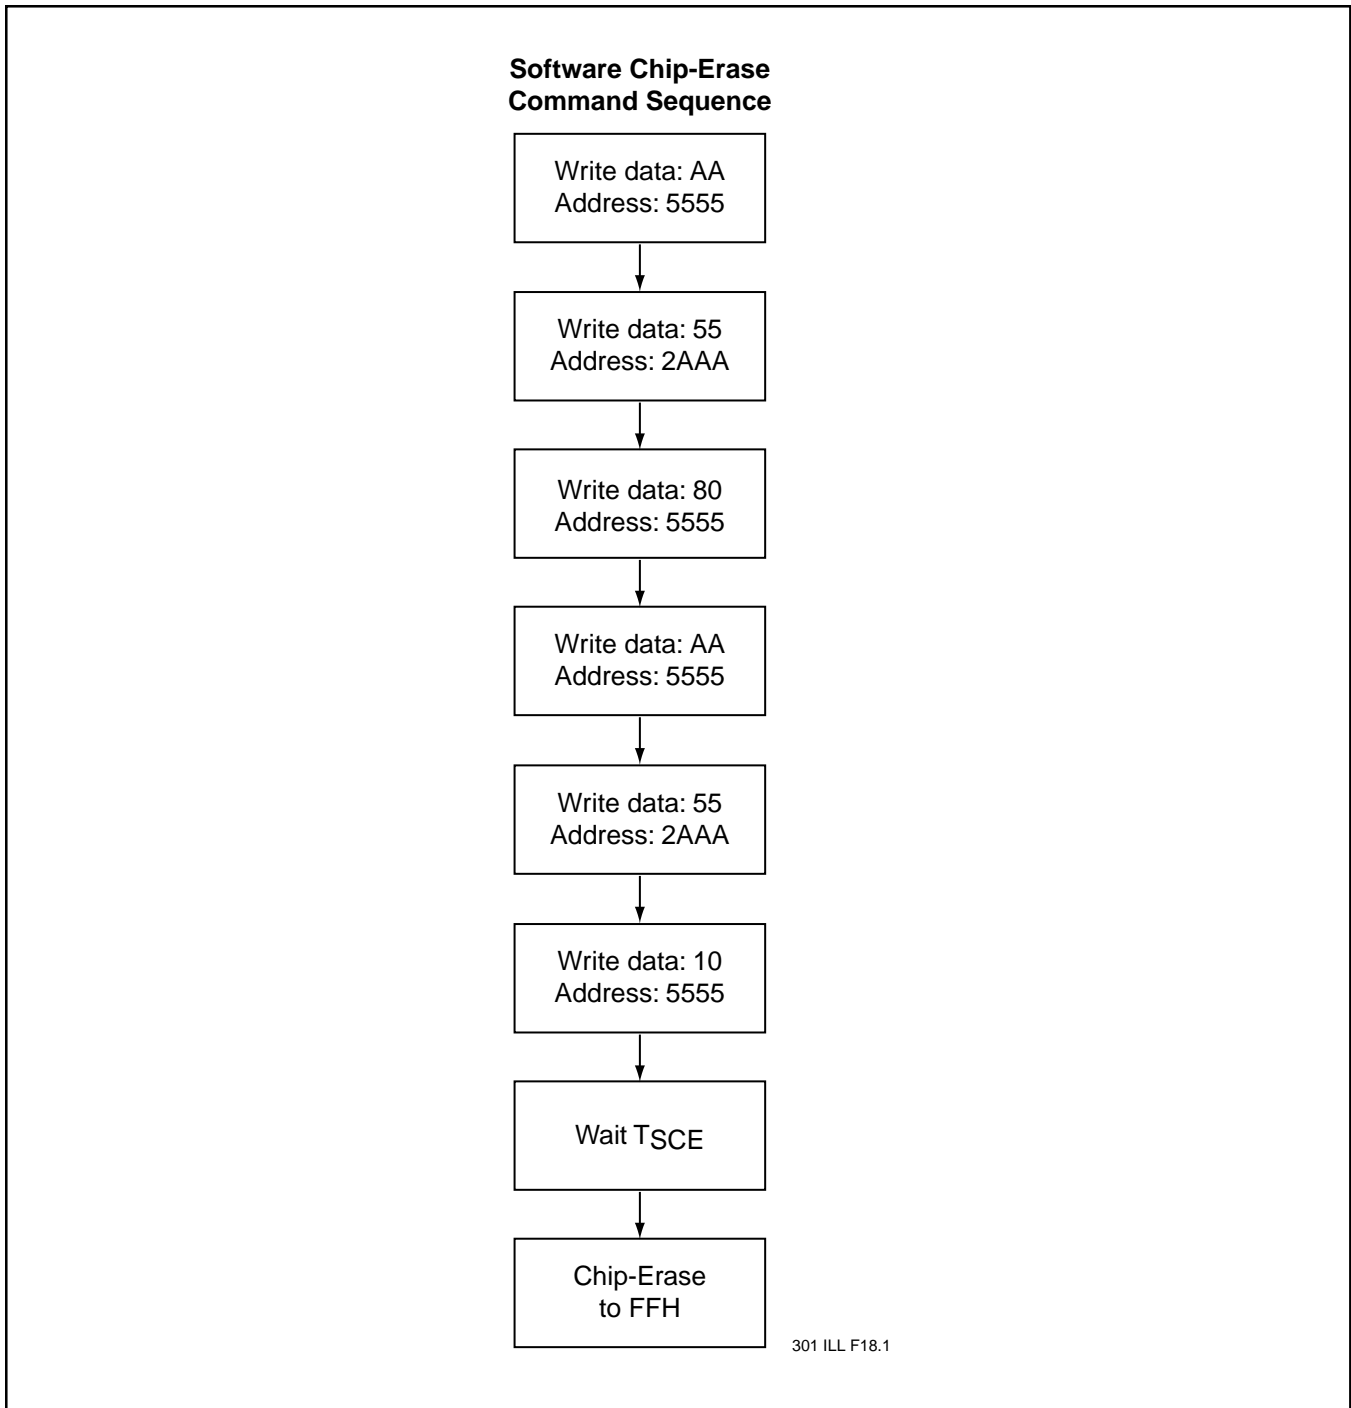 Software Chip-Erase
Command Sequence
Write data: AA
Address: 5555
Write data: 55
Address: 2AAA
Write data: 80
Address: 5555
Write data: AA
Address: 5555
Write data: 55
Address: 2AAA
Write data: 10
Address: 5555
Wait TSCE
Chip-Erase
to FFH
301 ILL F18.1